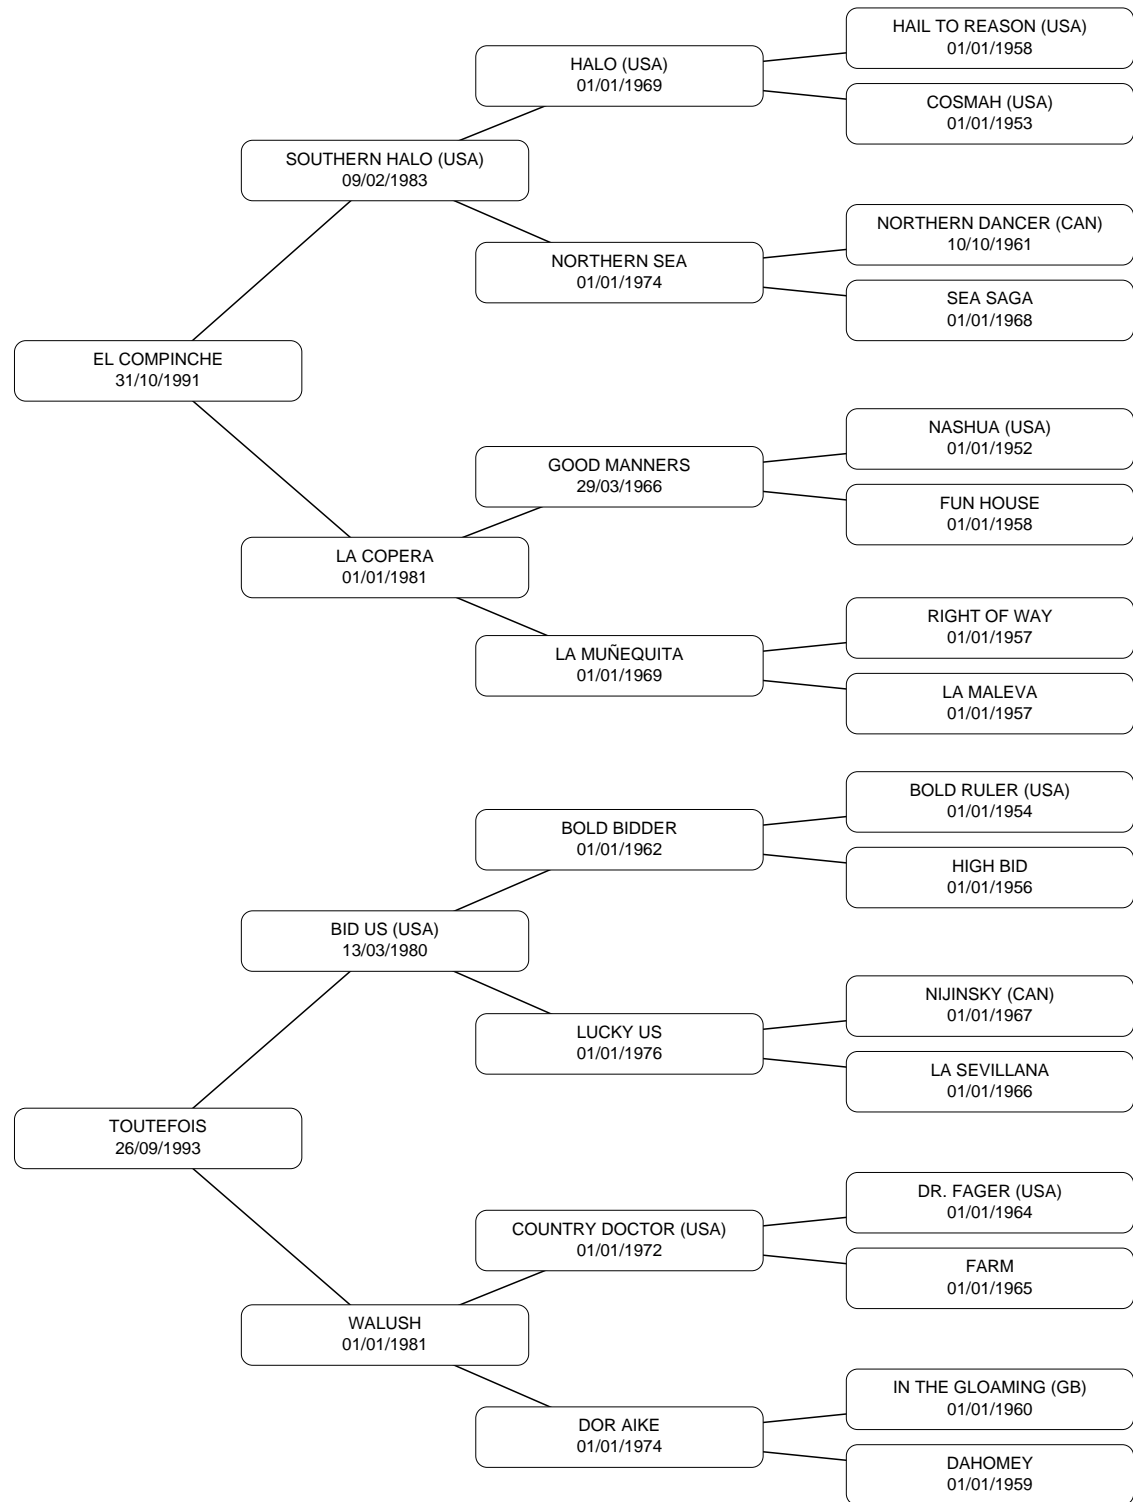 HAIL TO REASON (USA)
01/01/1958
HALO (USA)
01/01/1969
COSMAH (USA)
01/01/1953
SOUTHERN HALO (USA)
09/02/1983
NORTHERN DANCER (CAN)
10/10/1961
NORTHERN SEA
01/01/1974
SEA SAGA
01/01/1968
EL COMPINCHE
31/10/1991
NASHUA (USA)
01/01/1952
GOOD MANNERS
29/03/1966
FUN HOUSE
01/01/1958
LA COPERA
01/01/1981
RIGHT OF WAY
01/01/1957
LA MUÑEQUITA
01/01/1969
LA MALEVA
01/01/1957
BOLD RULER (USA)
01/01/1954
BOLD BIDDER
01/01/1962
HIGH BID
01/01/1956
BID US (USA)
13/03/1980
NIJINSKY (CAN)
01/01/1967
LUCKY US
01/01/1976
LA SEVILLANA
01/01/1966
TOUTEFOIS
26/09/1993
DR. FAGER (USA)
01/01/1964
COUNTRY DOCTOR (USA)
01/01/1972
FARM
01/01/1965
WALUSH
01/01/1981
IN THE GLOAMING (GB)
01/01/1960
DOR AIKE
01/01/1974
DAHOMEY
01/01/1959